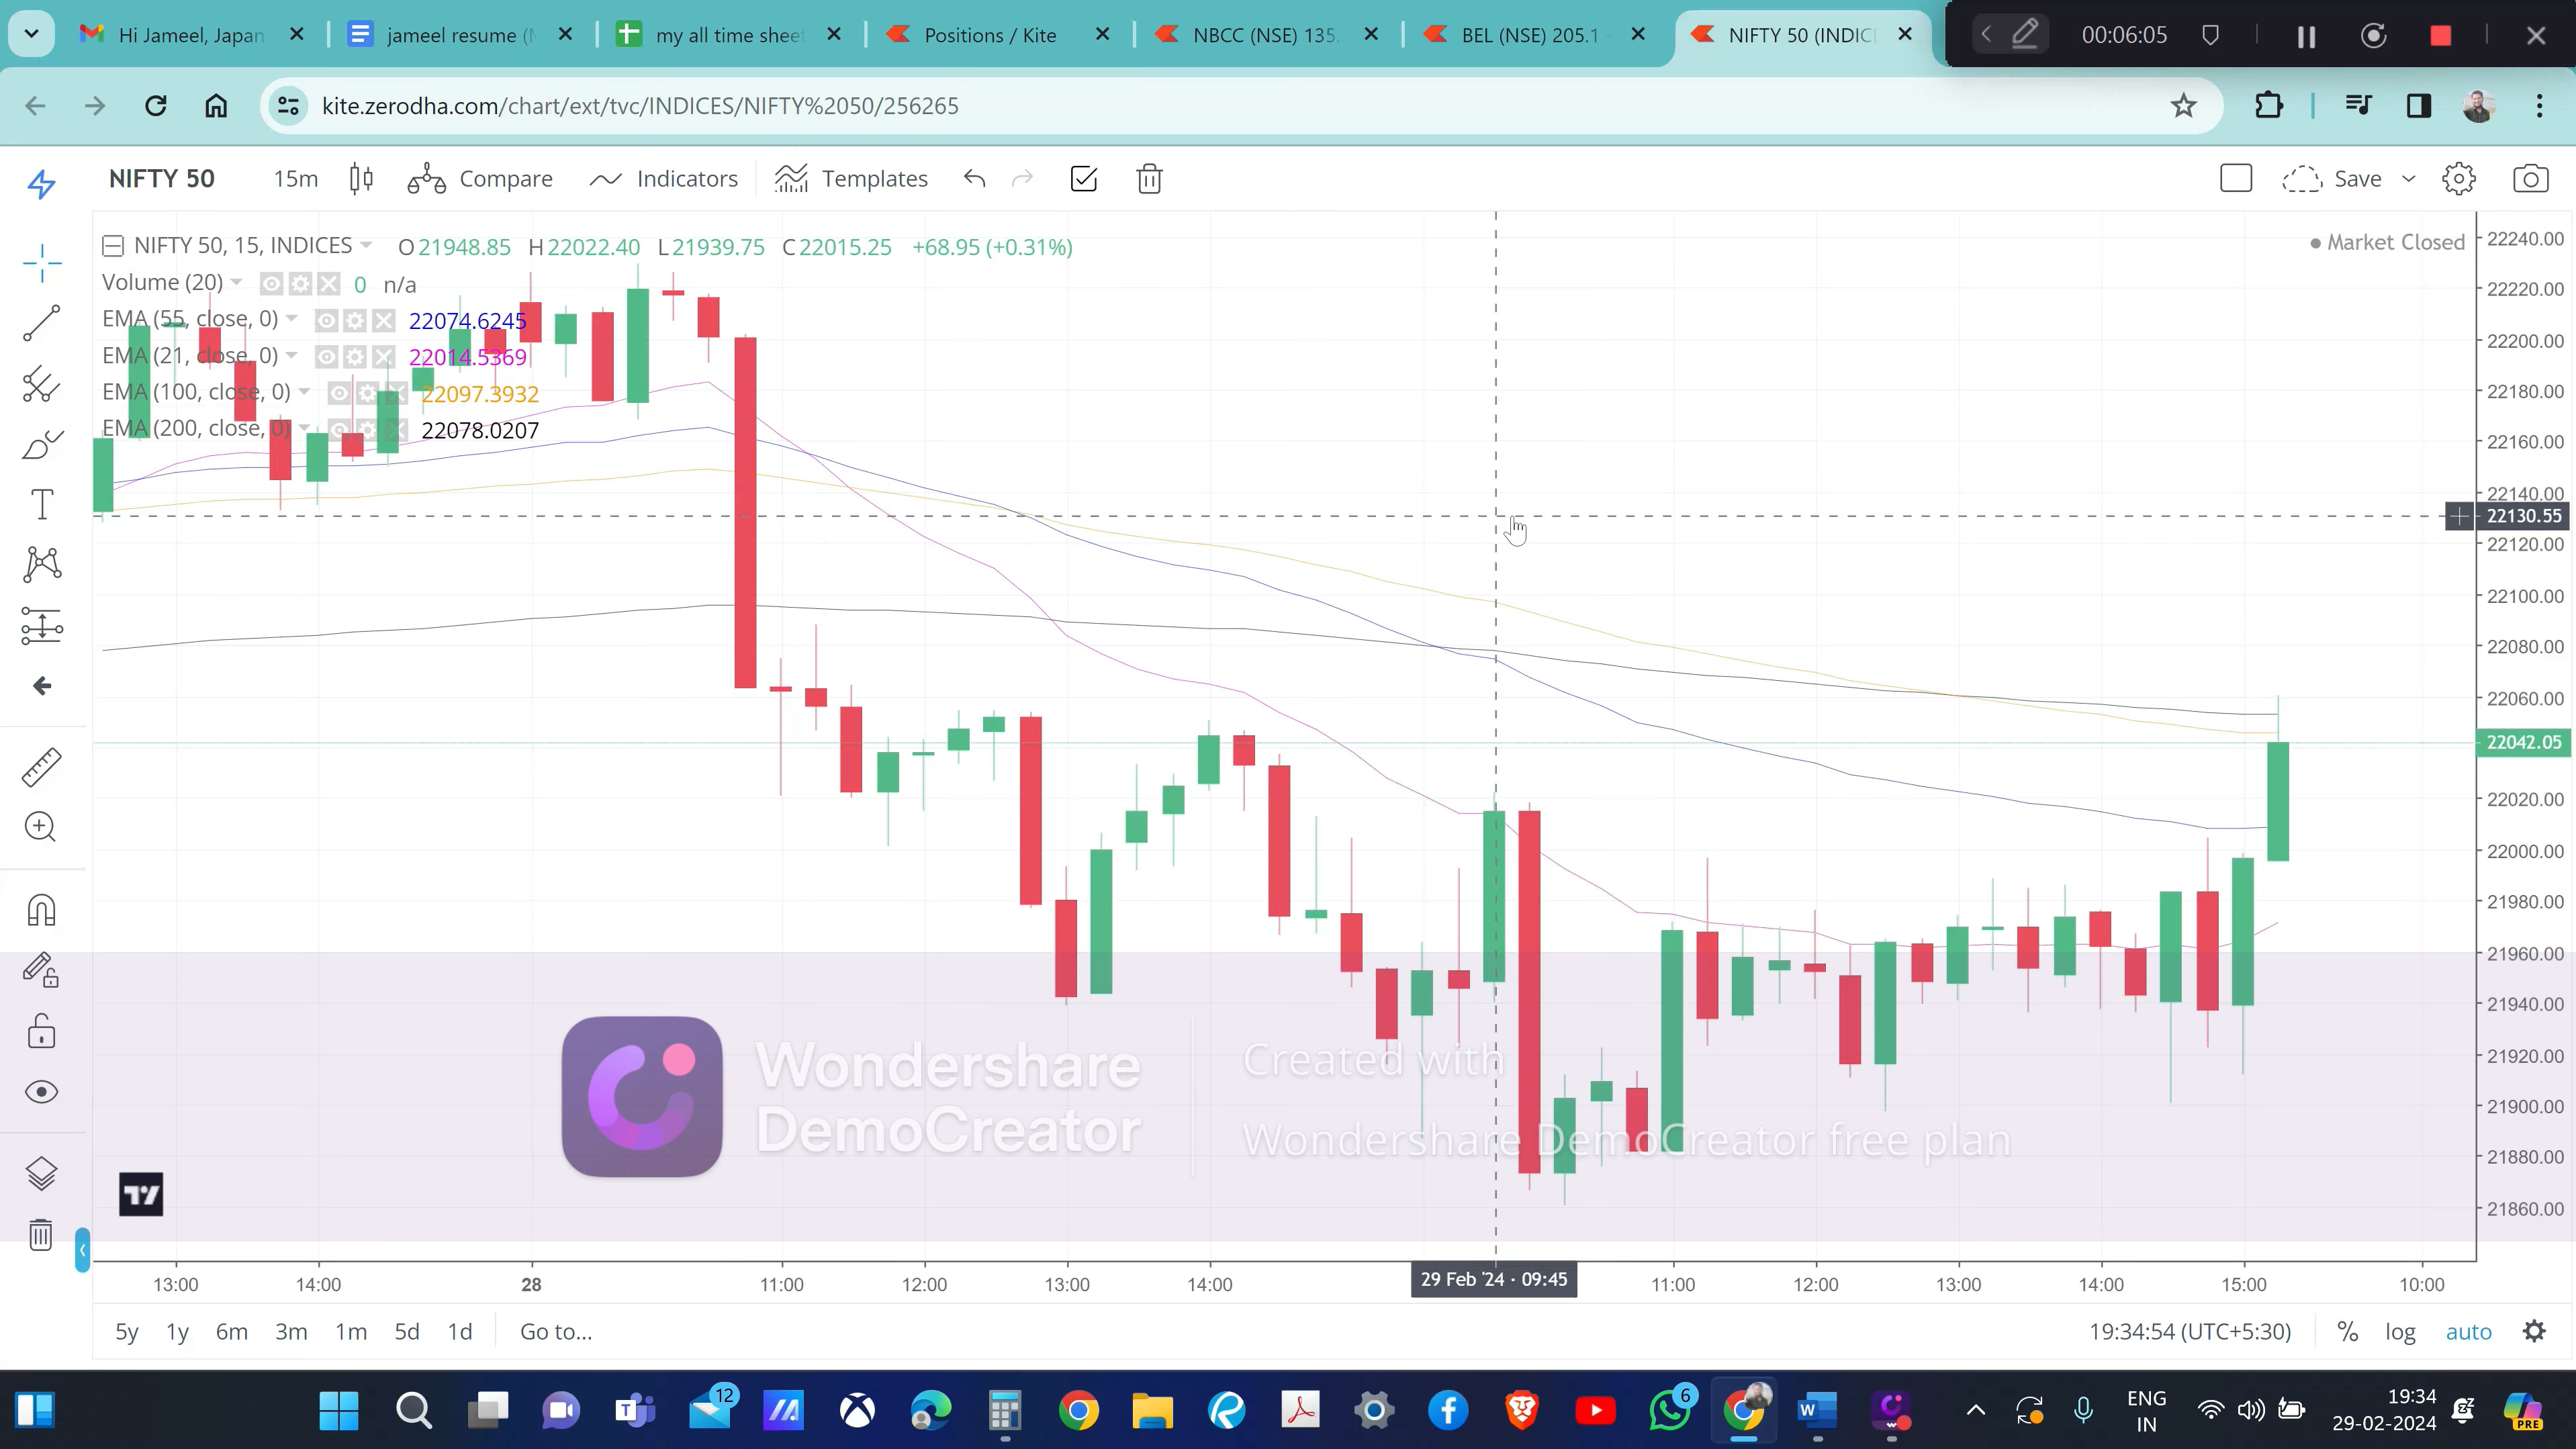 Hi Jameel, Japan
jameel resume (
my all time sheet
Positions / Kite
NBCC (NSE) 135.
BEL (NSE) 205.1
NIFTY 50 (INDIC
00:06:05
kite.zerodha.com/chart/ext/tvc/INDICES/NIFTY%2050/256265
NIFTY 50
15m
Compare
Indicators
Templates
Save
NIFTY 50, 15, INDICES
O21948.85 H22022.40 L21939.75 C22015.25 +68.95 (+0.31%)
Market Closed
Volume (20) 0 n/a
EMA (55, close, 0) 22074.6245
EMA (21, close, 0) 22014.5369
EMA (100, close, 0) 22097.3932
EMA (200, close, 0) 22078.0207
22240.00
22220.00
22200.00
22180.00
22160.00
22140.00
22130.55
22120.00
22100.00
22080.00
22060.00
22042.05
22020.00
22000.00
21980.00
21960.00
21940.00
21920.00
21900.00
21880.00
21860.00
Wondershare
DemoCreator
Created with
Wondershare DemoCreator free plan
13:00 14:00 28 11:00 12:00 13:00 14:00 29 Feb '24 · 09:45 11:00 12:00 13:00 14:00 15:00 10:00
5y 1y 6m 3m 1m 5d 1d Go to...
19:34:54 (UTC+5:30) % log auto
12
6
ENG
IN
19:34
29-02-2024
PRE